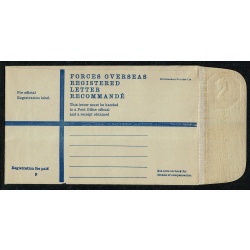 FORCES OVERSEAS
REGISTERED
LETTER
RECOMMANDÉ
For official
Registration label.
This letter must be handed
to a Post Office official
and a receipt obtained
Registration fee paid